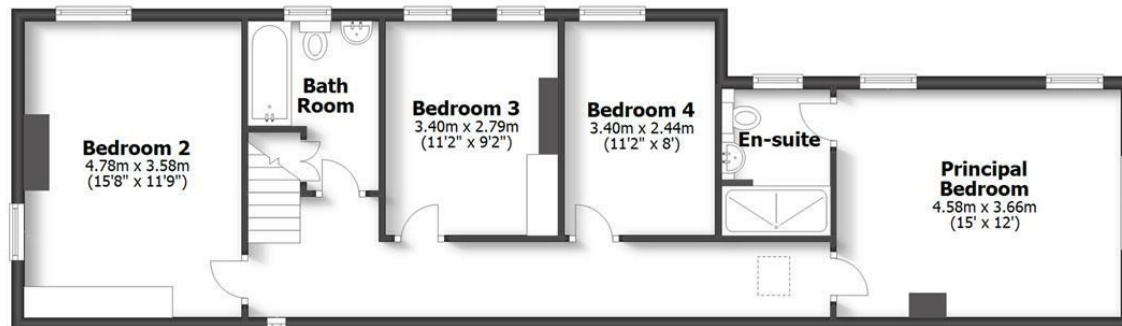 Bath
Room
Bedroom 2
4.78m x 3.58m
(15'8" x 11'9")
Bedroom 3
3.40m x 2.79m
(11'2" x 9'2")
Bedroom 4
3.40m x 2.44m
(11'2" x 8')
En-suite
Principal
Bedroom
4.58m x 3.66m
(15' x 12')